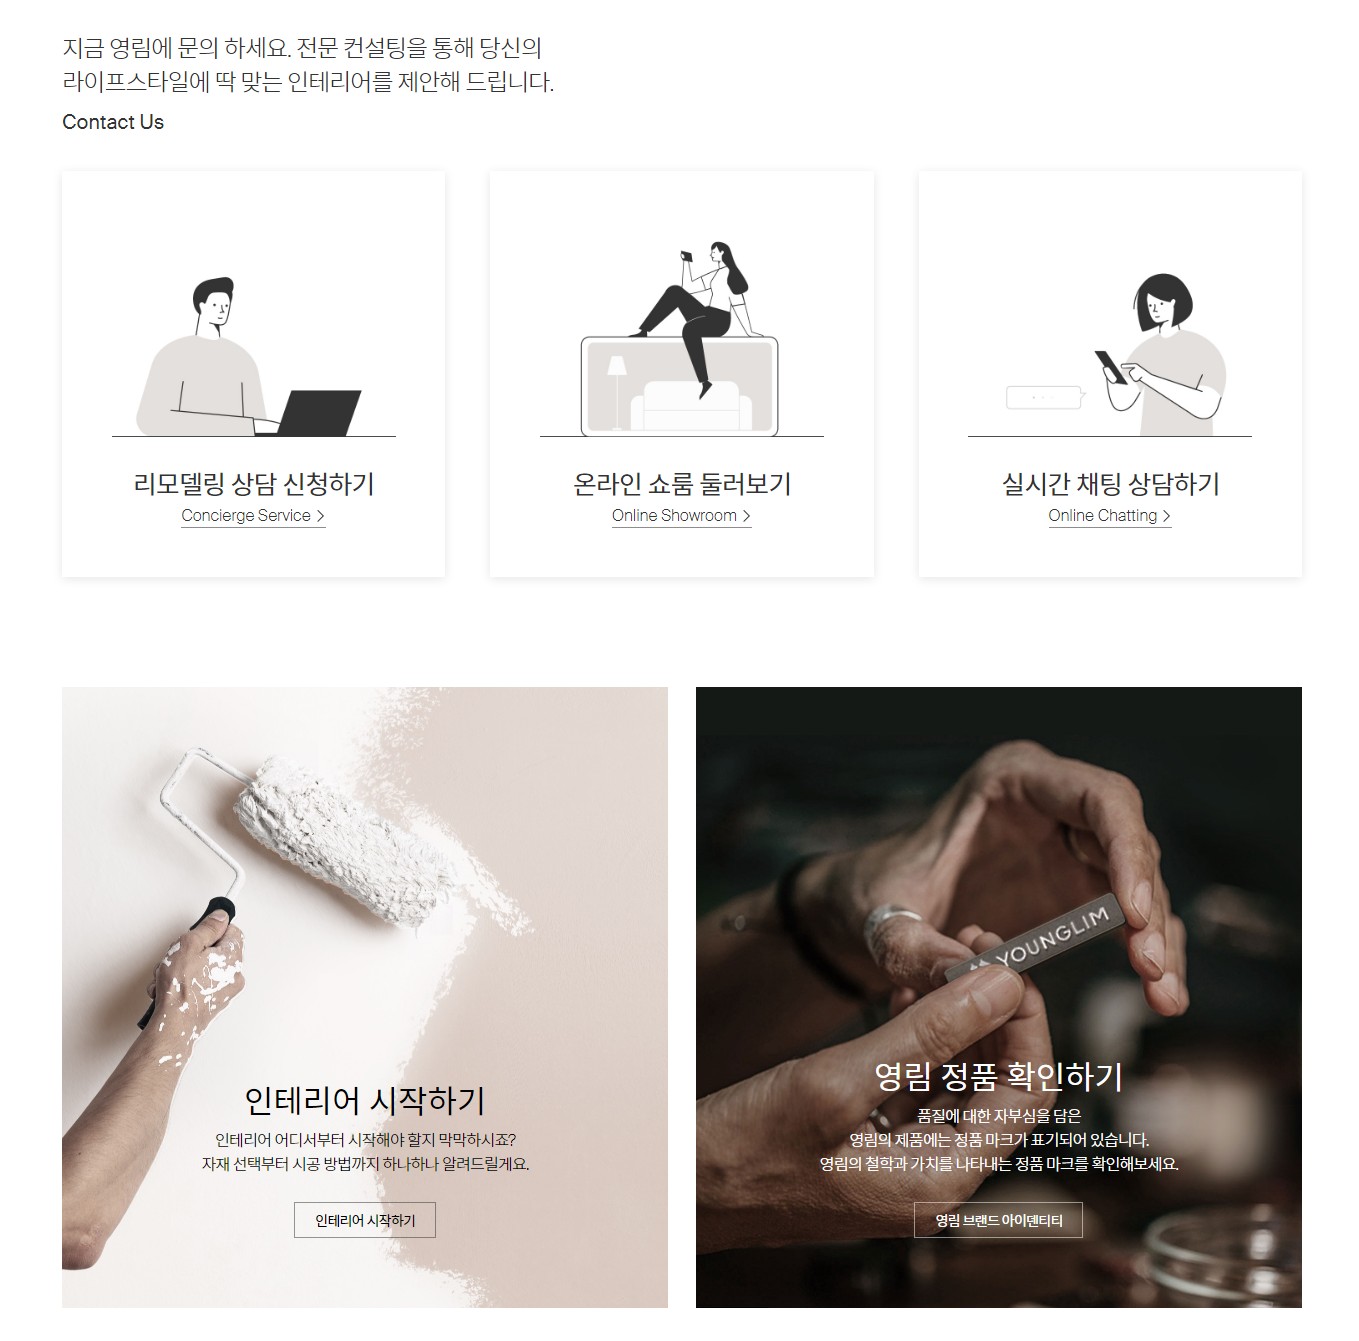 지금 영림에 문의 하세요. 전문 컨설팅을 통해 당신의
라이프스타일에 딱 맞는 인테리어를 제안해 드립니다.
Contact Us
리모델링 상담 신청하기
Concierge Service >
온라인 쇼룸 둘러보기
Online Showroom >
실시간 채팅 상담하기
Online Chatting >
인테리어 시작하기
인테리어 어디서부터 시작해야 할지 막막하시죠?
자재 선택부터 시공 방법까지 하나하나 알려드릴게요.
인테리어 시작하기
YOUNGLIM
영림 정품 확인하기
품질에 대한 자부심을 담은
영림의 제품에는 정품 마크가 표기되어 있습니다.
영림의 철학과 가치를 나타내는 정품 마크를 확인해보세요.
영림 브랜드 아이덴티티